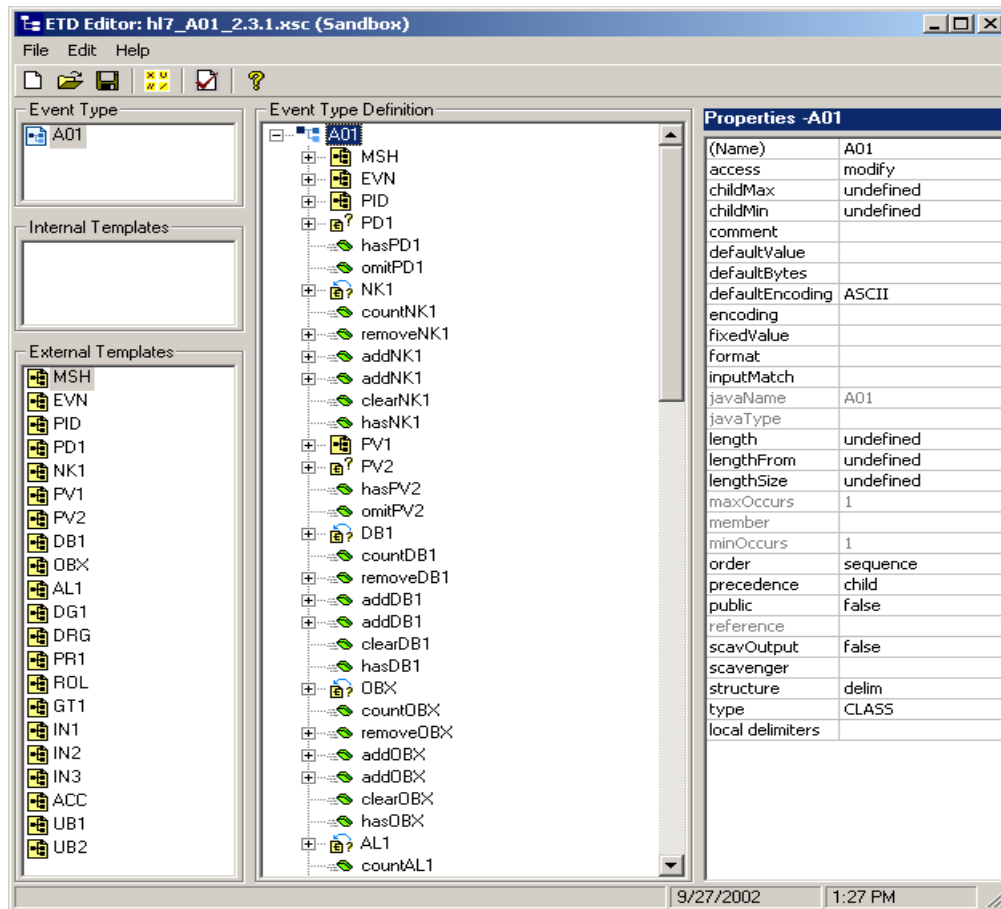 ETD Editor: hl7_A01_2.3.1.xsc (Sandbox)
File Edit Help
Event Type
A01
Internal Templates
External Templates
MSH
EVN
PID
PD1
NK1
PV1
PV2
DB1
OBX
AL1
DG1
DRG
PR1
ROL
GT1
IN1
IN2
IN3
ACC
UB1
UB2
Event Type Definition
A01
MSH
EVN
PID
PD1
hasPD1
omitPD1
NK1
countNK1
removeNK1
addNK1
addNK1
clearNK1
hasNK1
PV1
PV2
hasPV2
omitPV2
DB1
countDB1
removeDB1
addDB1
addDB1
clearDB1
hasDB1
OBX
countOBX
removeOBX
addOBX
addOBX
clearOBX
hasOBX
AL1
countAL1
Properties -A01
(Name) A01
access modify
childMax undefined
childMin undefined
comment
defaultValue
defaultBytes
defaultEncoding ASCII
encoding
fixedValue
format
inputMatch
javaName A01
javaType
length undefined
lengthFrom undefined
lengthSize undefined
maxOccurs 1
member
minOccurs 1
order sequence
precedence child
public false
reference
scavOutput false
scavenger
structure delim
type CLASS
local delimiters
9/27/2002 1:27 PM